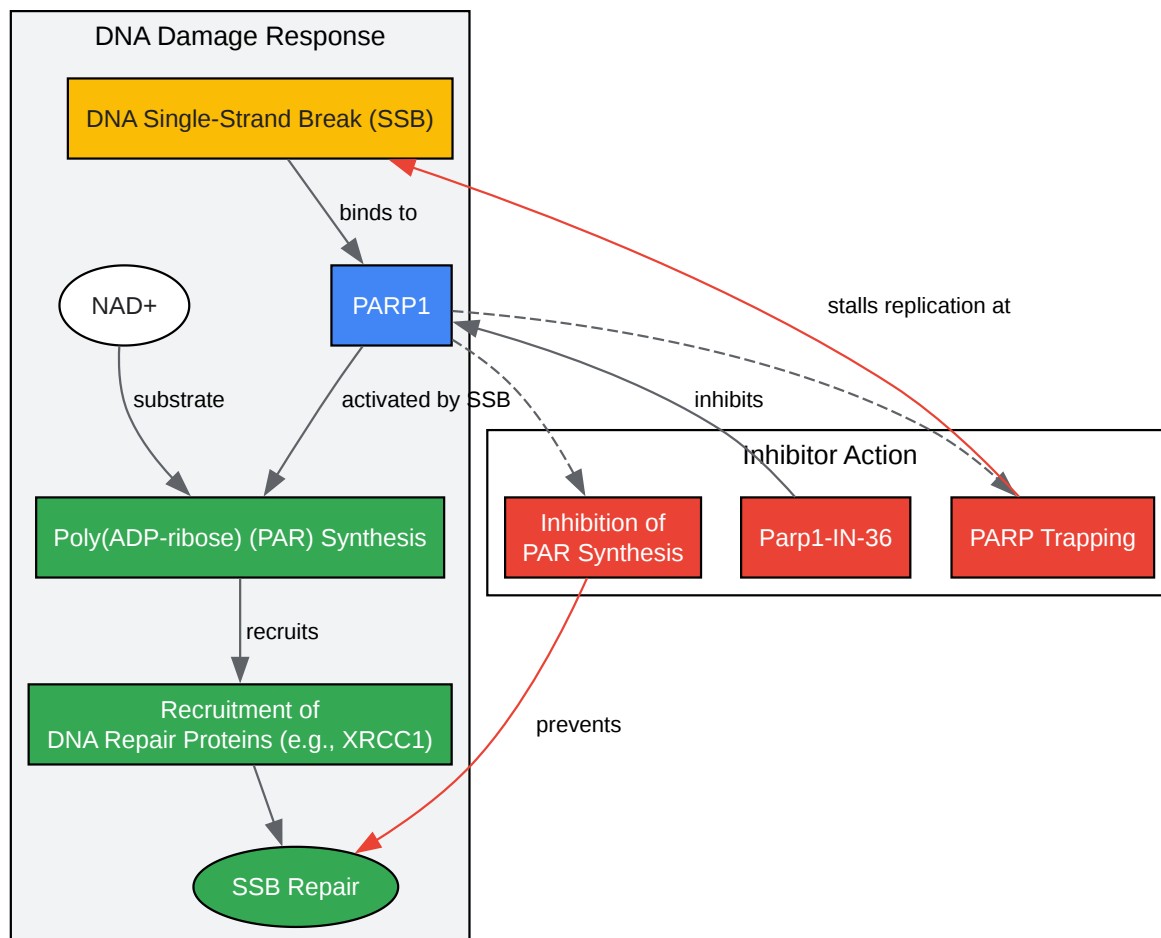 DNA Damage Response
DNA Single-Strand Break (SSB)
binds to
NAD+
PARP1
stalls replication at
substrate
activated by SSB
inhibits
Inhibitor Action
Poly(ADP-ribose) (PAR) Synthesis
Inhibition of
PAR Synthesis
Parp1-IN-36
PARP Trapping
recruits
Recruitment of
DNA Repair Proteins (e.g., XRCC1)
prevents
SSB Repair